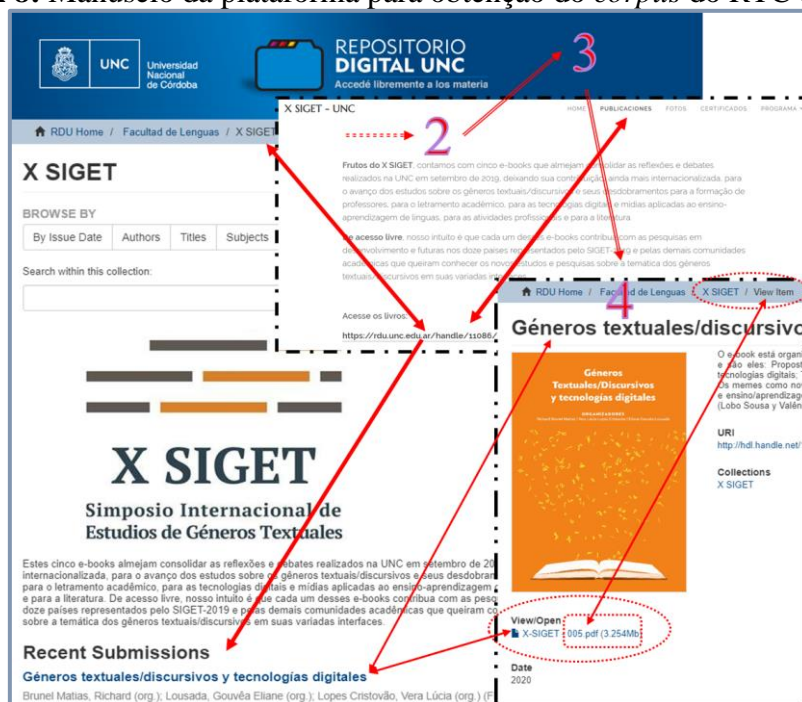 Manuseio da plataforma para obtenção do corpus do RTG
UNC
Universidad
Nacional
de Córdoba
REPOSITORIO
DIGITAL UNC
Accedé libremente a los materia
3
RDU Home / Facultad de Lenguas / X SIGET
X SIGET
BROWSE BY
By Issue Date Authors Titles Subjects
Search within this collection:
X SIGET - UNC
HOME PUBLICACIONES FOTOS CERTIFICADOS PROGRAMA
2
Frutos do X SIGET, contamos com cinco e-books que almejam consolidar as reflexões e debates
realizados na UNC em setembro de 2019, deixando sua contribuição, ainda mais internacionalizada, para
o avanço dos estudos sobre os gêneros textuais/discursivos e seus desdobramentos para a formação de
professores, para o letramento acadêmico, para as tecnologias digitais e mídias aplicadas ao ensino-
aprendizagem de línguas, para as atividades profissionais e para a literatura.
De acesso livre, nosso intuito é que cada um desses e-books contribua com as pesquisas em
desenvolvimento e futuras nos doze países representados pelo SIGET-2019 e pelas demais comunidades
acadêmicas que queiram conhecer os novos estudos e pesquisas sobre a temática dos gêneros
textuais/discursivos em suas variadas interfaces.
Acesse os livros:
https://rdu.unc.edu.ar/handle/11086/
X SIGET
Simposio Internacional de
Estudios de Géneros Textuales
Estes cinco e-books almejam consolidar as reflexões e debates realizados na UNC em setembro de 20
internacionalizada, para o avanço dos estudos sobre os gêneros textuais/discursivos e seus desdobram
para o letramento acadêmico, para as tecnologias digitais e mídias aplicadas ao ensino-aprendizagem
e para a literatura. De acesso livre, nosso intuito é que cada um desses e-books contribua com as pesq
doze países representados pelo SIGET-2019 e pelas demais comunidades acadêmicas que queiram co
sobre a temática dos gêneros textuais/discursivos em suas variadas interfaces.
Recent Submissions
Géneros textuales/discursivos y tecnologías digitales
Brunel Matias, Richard (org.); Lousada, Gouvêa Eliane (org.); Lopes Cristovão, Vera Lúcia (org.) (F
RDU Home / Facultad de Lenguas / X SIGET / View Item
4
Géneros textuales/discursivo
Géneros
Textuales/Discursivos
y tecnologías digitales
ORGANIZADORES
O e-book está organi
e são eles: Propost
tecnologias digitais;
Os memes como nov
e ensino/aprendizag
(Lobo Sousa y Valên
URI
http://hdl.handle.net/
Collections
X SIGET
View/Open
X-SIGET 005.pdf (3.254Mb)
Date
2020